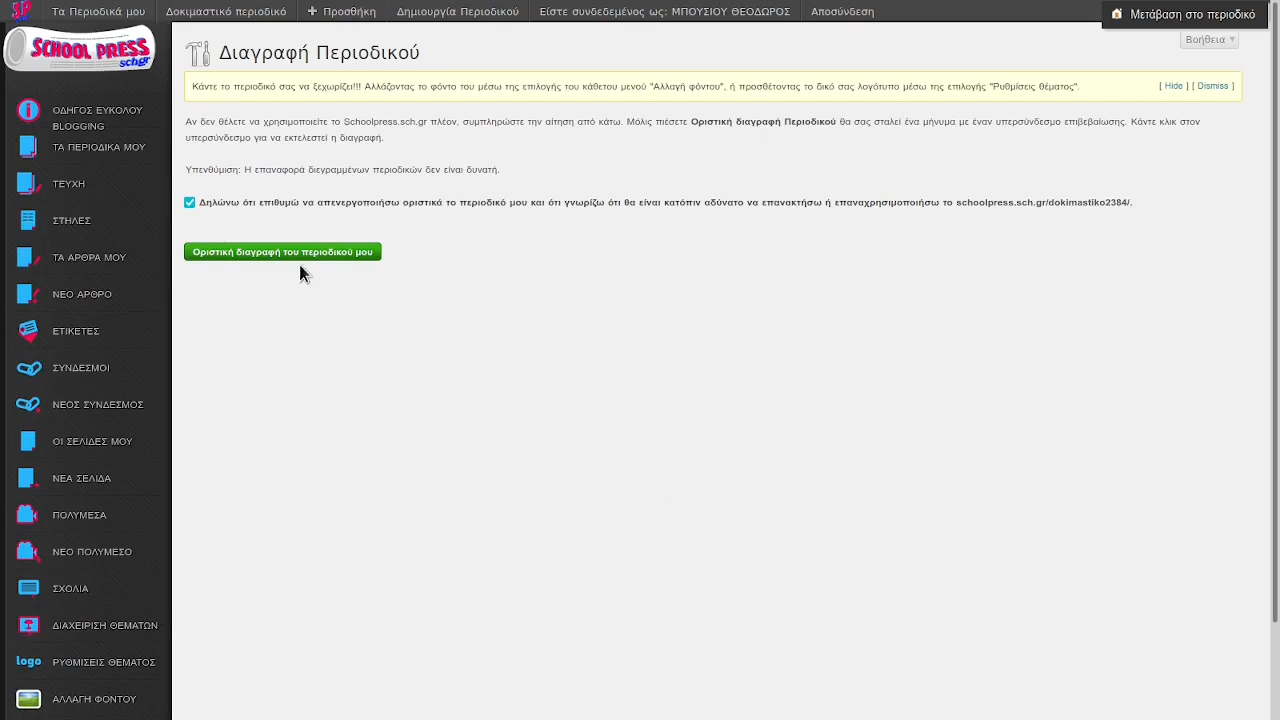 Τα Περιοδικά μου Δοκιμαστικό περιοδικό + Προσθήκη Δημιουργία Περιοδικού Είστε συνδεδεμένος ως: ΜΠΟΥΣΙΟΥ ΘΕΟΔΩΡΟΣ Αποσύνδεση
Μετάβαση στο περιοδικό
SCHOOL PRESS
sch.gr
Βοήθεια
Διαγραφή Περιοδικού
Κάντε το περιοδικό σας να ξεχωρίζει!!! Αλλάζοντας το φόντο του μέσω της επιλογής του κάθετου μενού "Αλλαγή φόντου", ή προσθέτοντας το δικό σας λογότυπο μέσω της επιλογής "Ρυθμίσεις θέματος". [ Hide ] [ Dismiss ]
Αν δεν θέλετε να χρησιμοποιείτε το Schoolpress.sch.gr πλέον, συμπληρώστε την αίτηση από κάτω. Μόλις πιέσετε Οριστική διαγραφή Περιοδικού θα σας σταλεί ένα μήνυμα με έναν υπερσύνδεσμο επιβεβαίωσης. Κάντε κλικ στον
υπερσύνδεσμο για να εκτελεστεί η διαγραφή.
Υπενθύμιση: Η επαναφορά διεγραμμένων περιοδικών δεν είναι δυνατή.
Δηλώνω ότι επιθυμώ να απενεργοποιήσω οριστικά το περιοδικό μου και ότι γνωρίζω ότι θα είναι κατόπιν αδύνατο να επανακτήσω ή επαναχρησιμοποιήσω το schoolpress.sch.gr/dokimastiko2384/.
Οριστική διαγραφή του περιοδικού μου
ΟΔΗΓΟΣ ΕΥΚΟΛΟΥ
BLOGGING
ΤΑ ΠΕΡΙΟΔΙΚΑ ΜΟΥ
ΤΕΥΧΗ
ΣΤΗΛΕΣ
ΤΑ ΑΡΘΡΑ ΜΟΥ
ΝΕΟ ΑΡΘΡΟ
ΕΤΙΚΕΤΕΣ
ΣΥΝΔΕΣΜΟΙ
ΝΕΟΣ ΣΥΝΔΕΣΜΟΣ
ΟΙ ΣΕΛΙΔΕΣ ΜΟΥ
ΝΕΑ ΣΕΛΙΔΑ
ΠΟΛΥΜΕΣΑ
ΝΕΟ ΠΟΛΥΜΕΣΟ
ΣΧΟΛΙΑ
ΔΙΑΧΕΙΡΙΣΗ ΘΕΜΑΤΩΝ
logo ΡΥΘΜΙΣΕΙΣ ΘΕΜΑΤΟΣ
ΑΛΛΑΓΗ ΦΟΝΤΟΥ